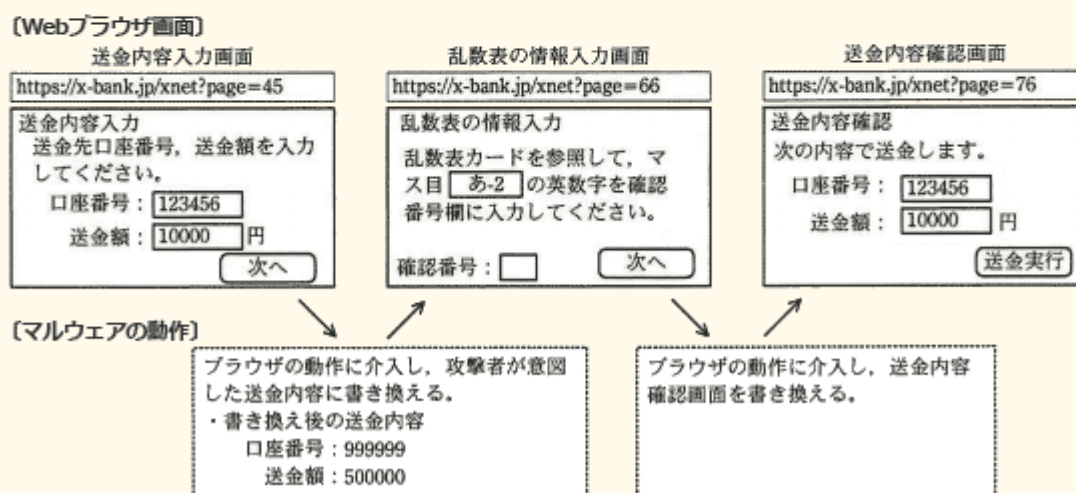 〔Webブラウザ画面〕
送金内容入力画面
https://x-bank.jp/xnet?page=45
送金内容入力
送金先口座番号，送金額を入力
してください。
口座番号：123456
送金額：10000 円
次へ
乱数表の情報入力画面
https://x-bank.jp/xnet?page=66
乱数表の情報入力
乱数表カードを参照して，マ
ス目 あ-2 の英数字を確認
番号欄に入力してください。
確認番号：
次へ
送金内容確認画面
https://x-bank.jp/xnet?page=76
送金内容確認
次の内容で送金します。
口座番号：123456
送金額：10000 円
送金実行
〔マルウェアの動作〕
ブラウザの動作に介入し，攻撃者が意図
した送金内容に書き換える。
・書き換え後の送金内容
口座番号：999999
送金額：500000
ブラウザの動作に介入し，送金内容
確認画面を書き換える。